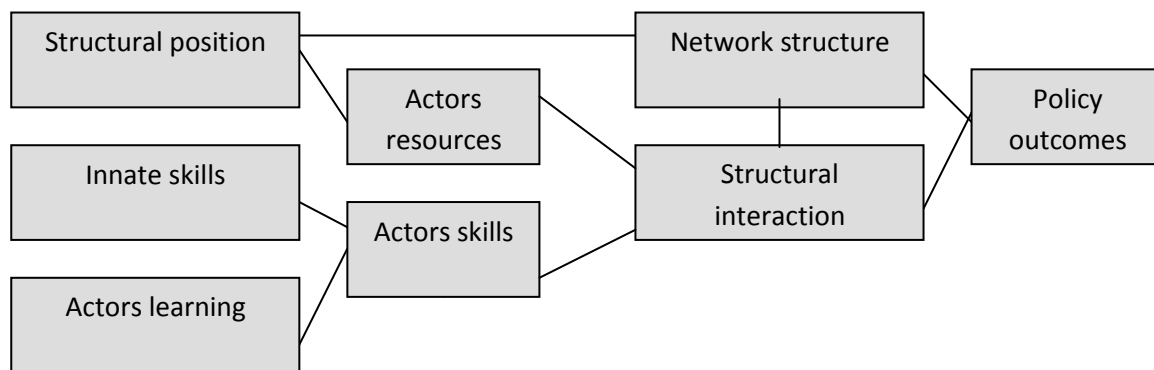 Structural position
Network structure
Actors
resources
Policy
outcomes
Innate skills
Structural
interaction
Actors skills
Actors learning